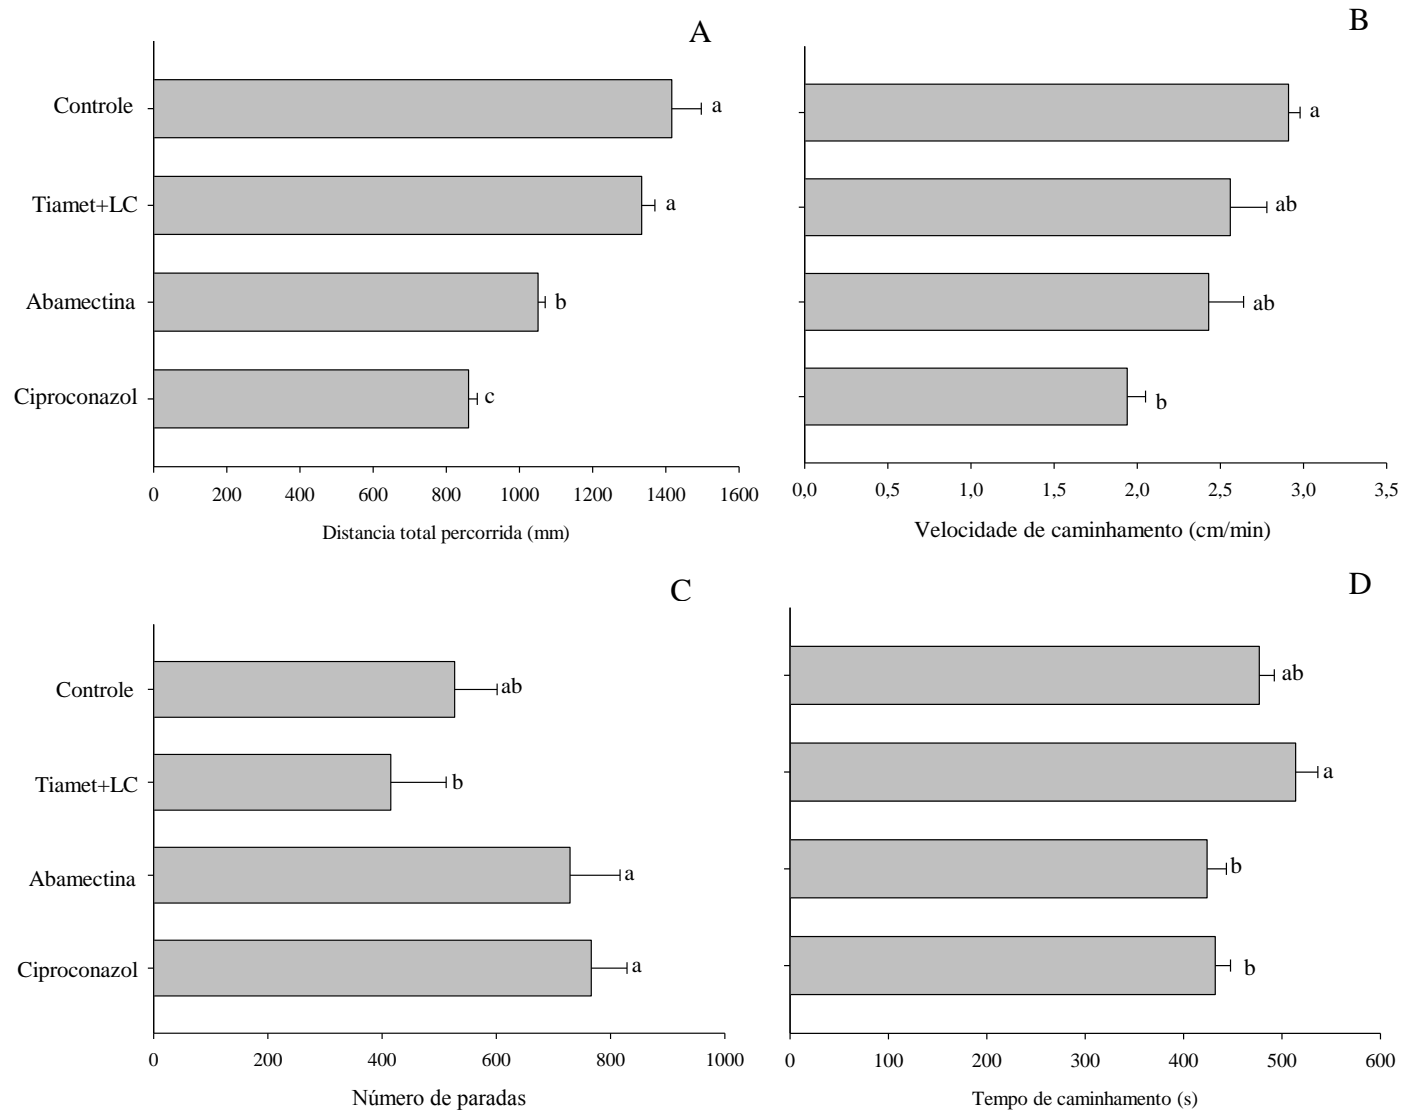 A
Controle
a
Tiamet+LC
a
Abamectina
b
Ciproconazol
c
0 200 400 600 800 1000 1200 1400 1600
Distancia total percorrida (mm)
B
a
ab
ab
b
0,0 0,5 1,0 1,5 2,0 2,5 3,0 3,5
Velocidade de caminhamento (cm/min)
C
Controle
ab
Tiamet+LC
b
Abamectina
a
Ciproconazol
a
0 200 400 600 800 1000
Número de paradas
D
ab
a
b
b
0 100 200 300 400 500 600
Tempo de caminhamento (s)